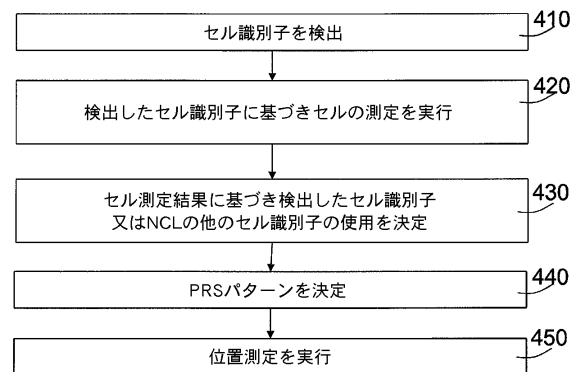 セル識別子を検出
410
検出したセル識別子に基づきセルの測定を実行
420
セル測定結果に基づき検出したセル識別子
又はNCLの他のセル識別子の使用を決定
430
PRSパターンを決定
440
位置測定を実行
450